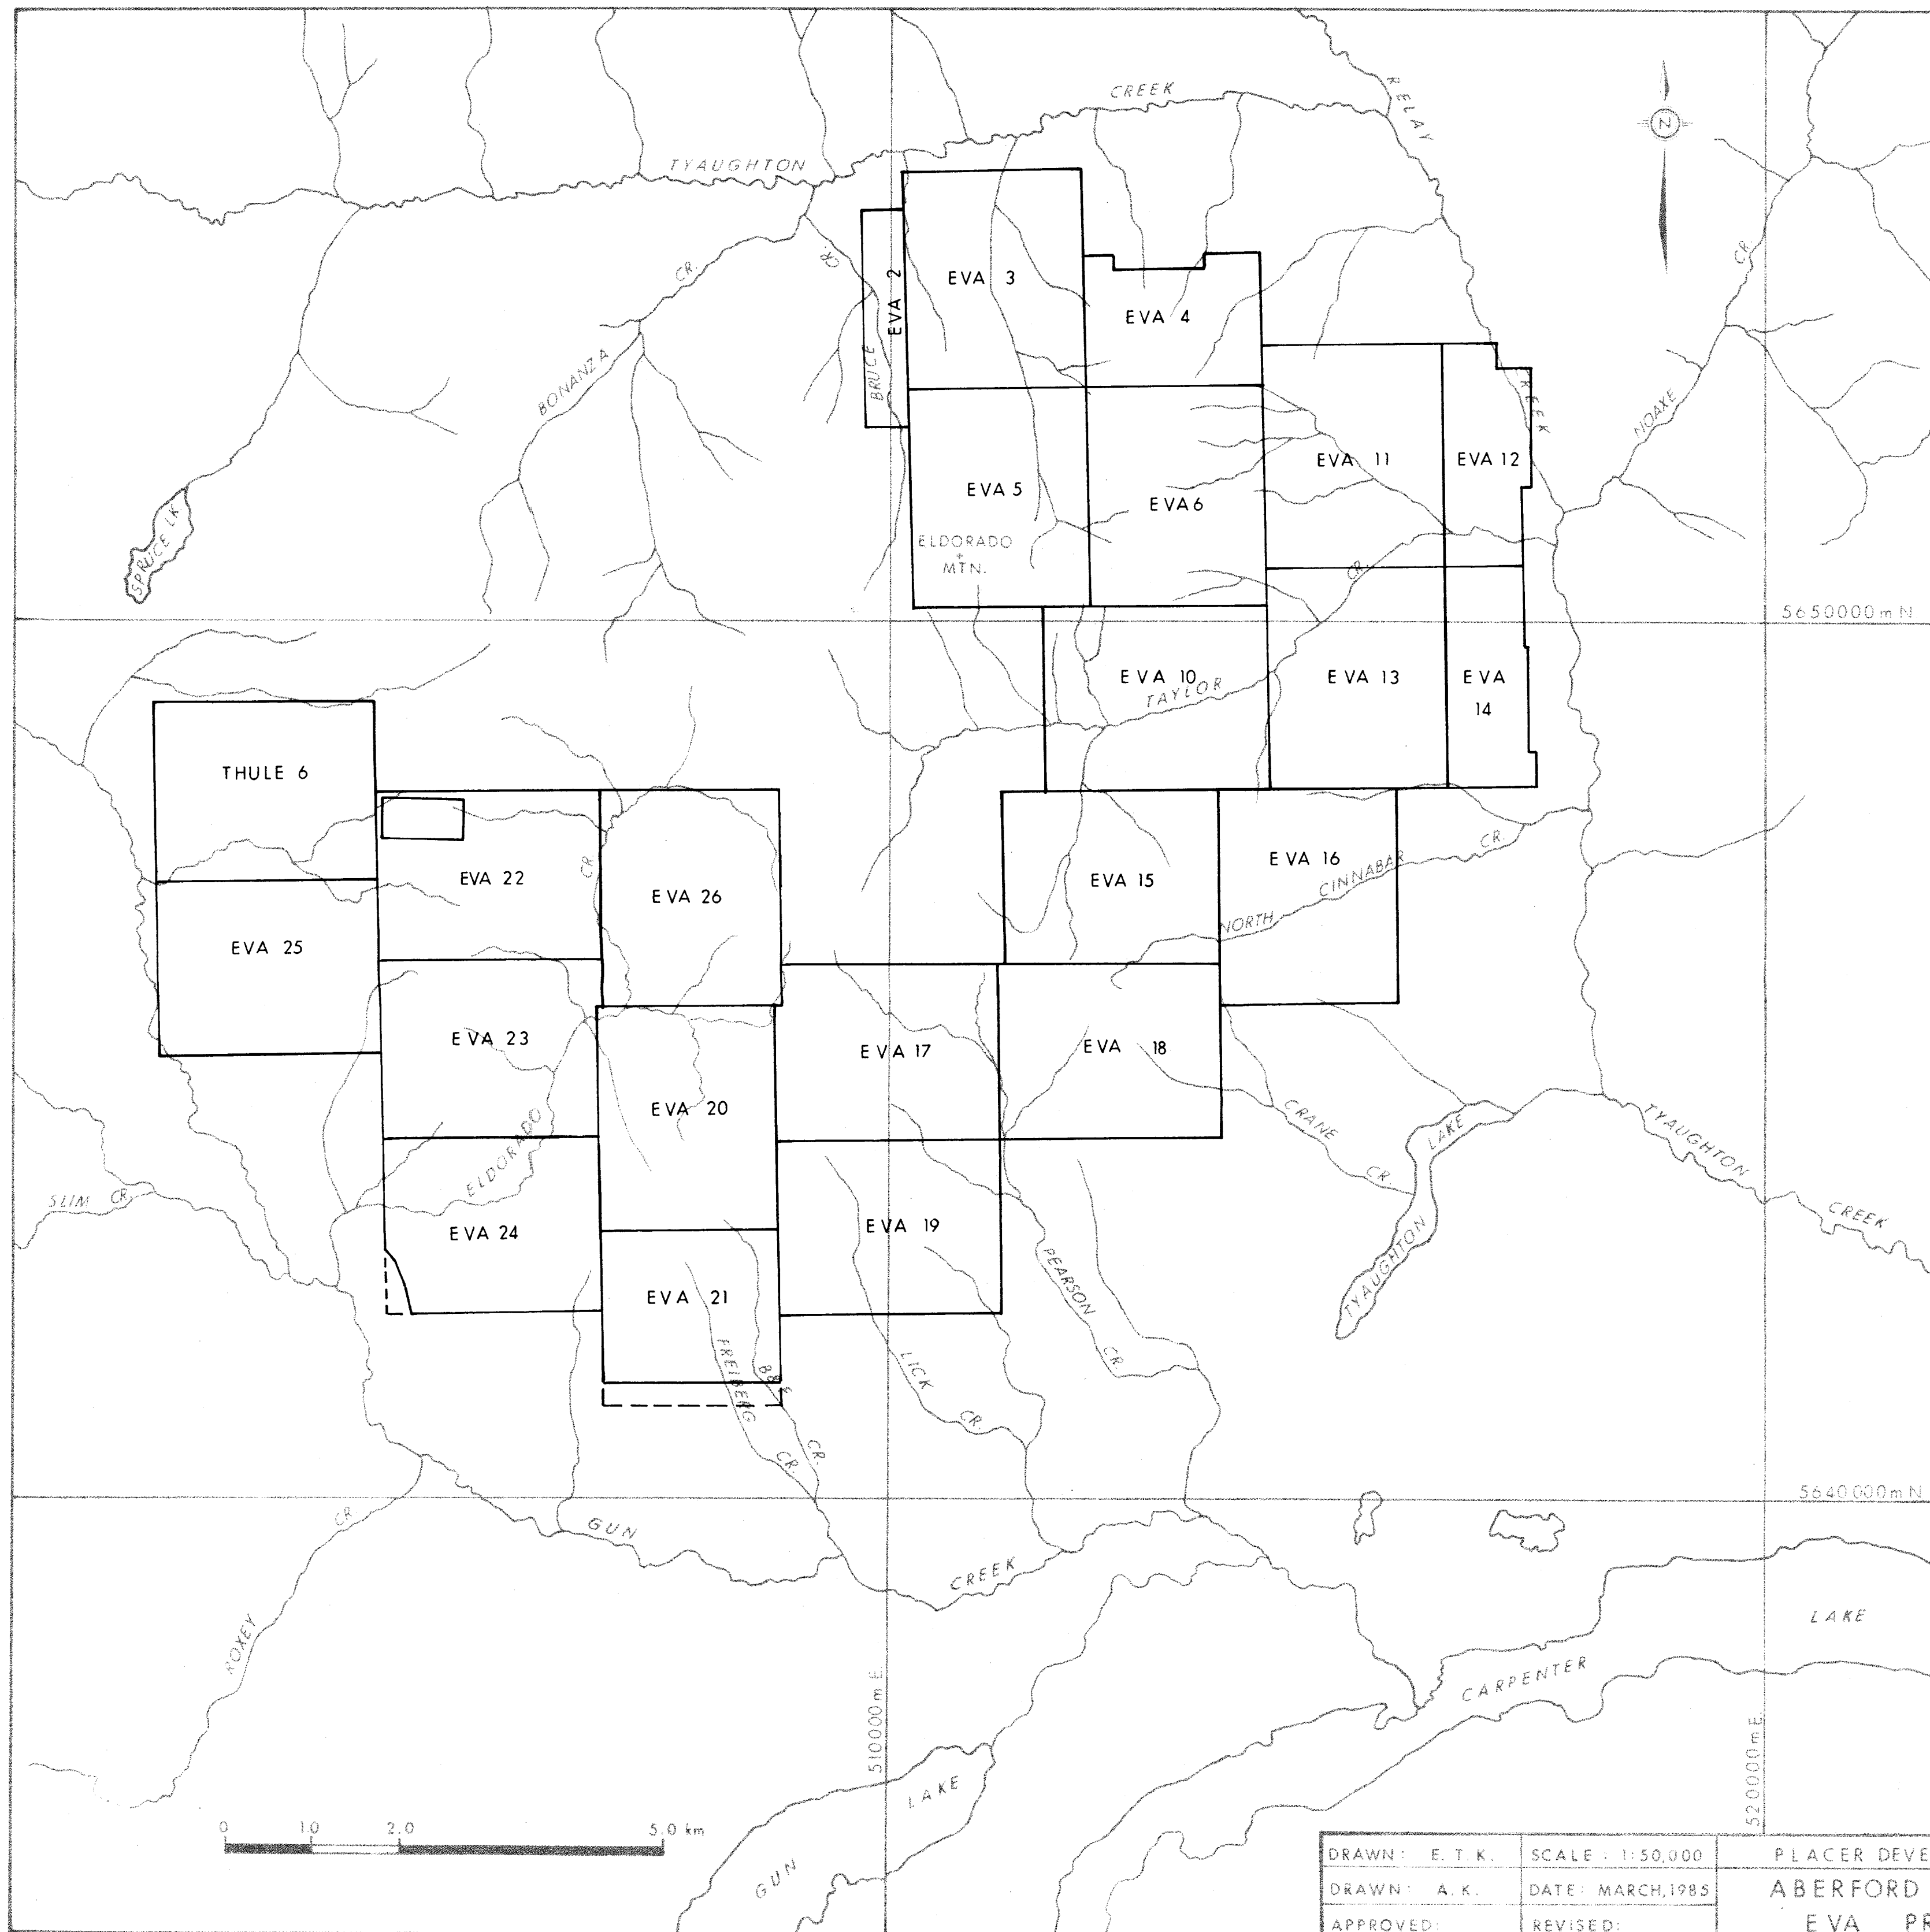 CREEK
RELAY
N
TYAUGHTON
CR.
CR.
CR.
EVA 2
EVA 3
EVA 4
BRUCE
BONANZA
NOAXE
EVA 11
EVA 12
EVA 5
EVA 6
SPRUCE LK
ELDORADO
+
MTN.
CR.
5650000 m N
EVA 10
TAYLOR
EVA 13
EVA
14
THULE 6
CR.
EVA 22
EVA 26
EVA 15
EVA 16
CINNABAR
CR.
NORTH
EVA 25
EVA 23
EVA 17
EVA 18
EVA 20
CRANE
CR.
LAKE
TYAUGHTON
CREEK
ELDORADO
SLIM CR.
EVA 24
EVA 19
TYAUGHTON
PEARSON
CR.
EVA 21
FREIBERG
CR.
B&F
CR.
LICK
CR.
5640000 m N
CR.
GUN
CREEK
ROXEY
LAKE
CARPENTER
510000 m E
520000 m E
LAKE
GUN
0 1.0 2.0 5.0 km
DRAWN: E. T. K.
SCALE : 1:50,000
PLACER DEVE
DRAWN: A. K.
DATE: MARCH, 1985
ABERFORD
APPROVED:
REVISED:
EVA PR